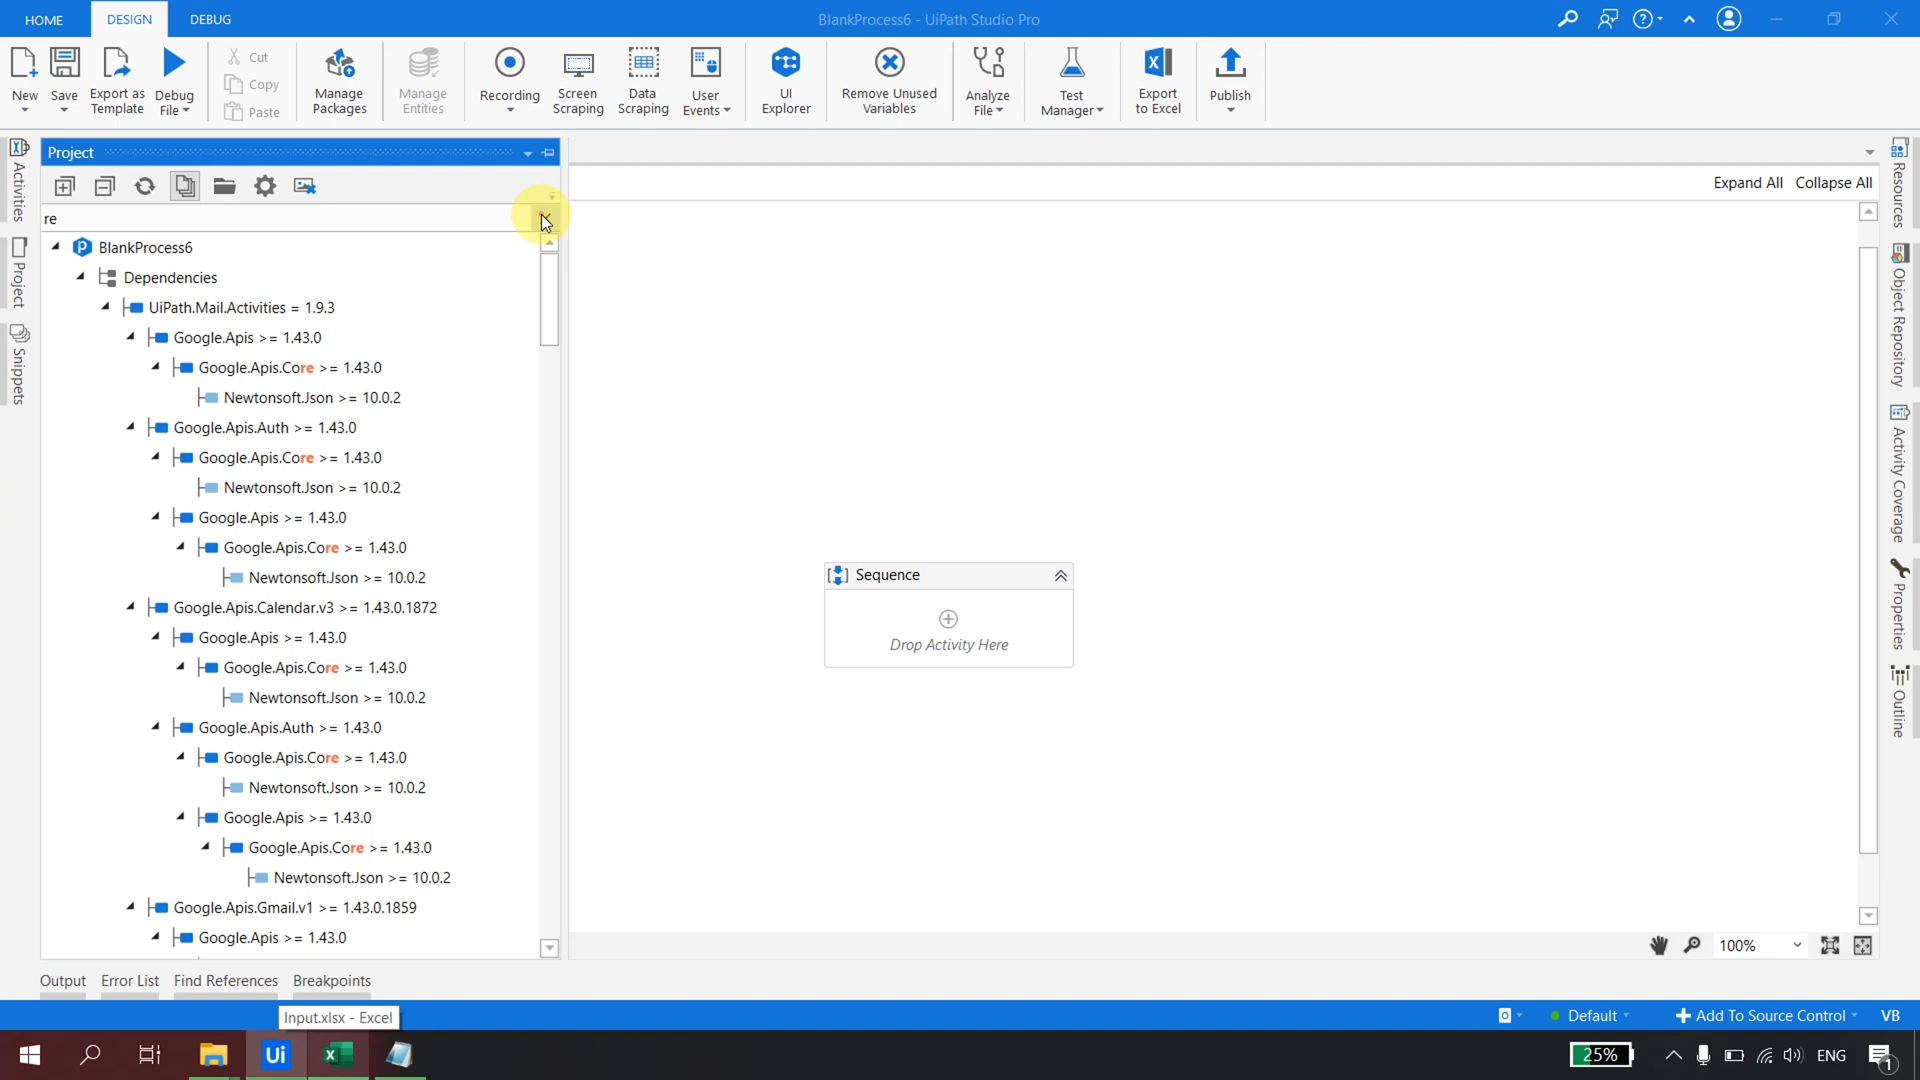 HOME DESIGN DEBUG BlankProcess6 - UiPath Studio Pro
New
Save
Export as Template
Debug File
Cut
Copy
Paste
Manage Packages
Manage Entities
Recording
Screen Scraping
Data Scraping
User Events
UI Explorer
Remove Unused Variables
Analyze File
Test Manager
Export to Excel
Publish
Activities
Project
Snippets
Project
re
BlankProcess6
Dependencies
UiPath.Mail.Activities = 1.9.3
Google.Apis >= 1.43.0
Google.Apis.Core >= 1.43.0
Newtonsoft.Json >= 10.0.2
Google.Apis.Auth >= 1.43.0
Google.Apis.Core >= 1.43.0
Newtonsoft.Json >= 10.0.2
Google.Apis >= 1.43.0
Google.Apis.Core >= 1.43.0
Newtonsoft.Json >= 10.0.2
Google.Apis.Calendar.v3 >= 1.43.0.1872
Google.Apis >= 1.43.0
Google.Apis.Core >= 1.43.0
Newtonsoft.Json >= 10.0.2
Google.Apis.Auth >= 1.43.0
Google.Apis.Core >= 1.43.0
Newtonsoft.Json >= 10.0.2
Google.Apis >= 1.43.0
Google.Apis.Core >= 1.43.0
Newtonsoft.Json >= 10.0.2
Google.Apis.Gmail.v1 >= 1.43.0.1859
Google.Apis >= 1.43.0
Expand All Collapse All
Sequence
Drop Activity Here
100%
Resources
Object Repository
Activity Coverage
Properties
Outline
Output Error List Find References Breakpoints
Input.xlsx - Excel
Default
Add To Source Control
VB
Ui
25%
ENG
1